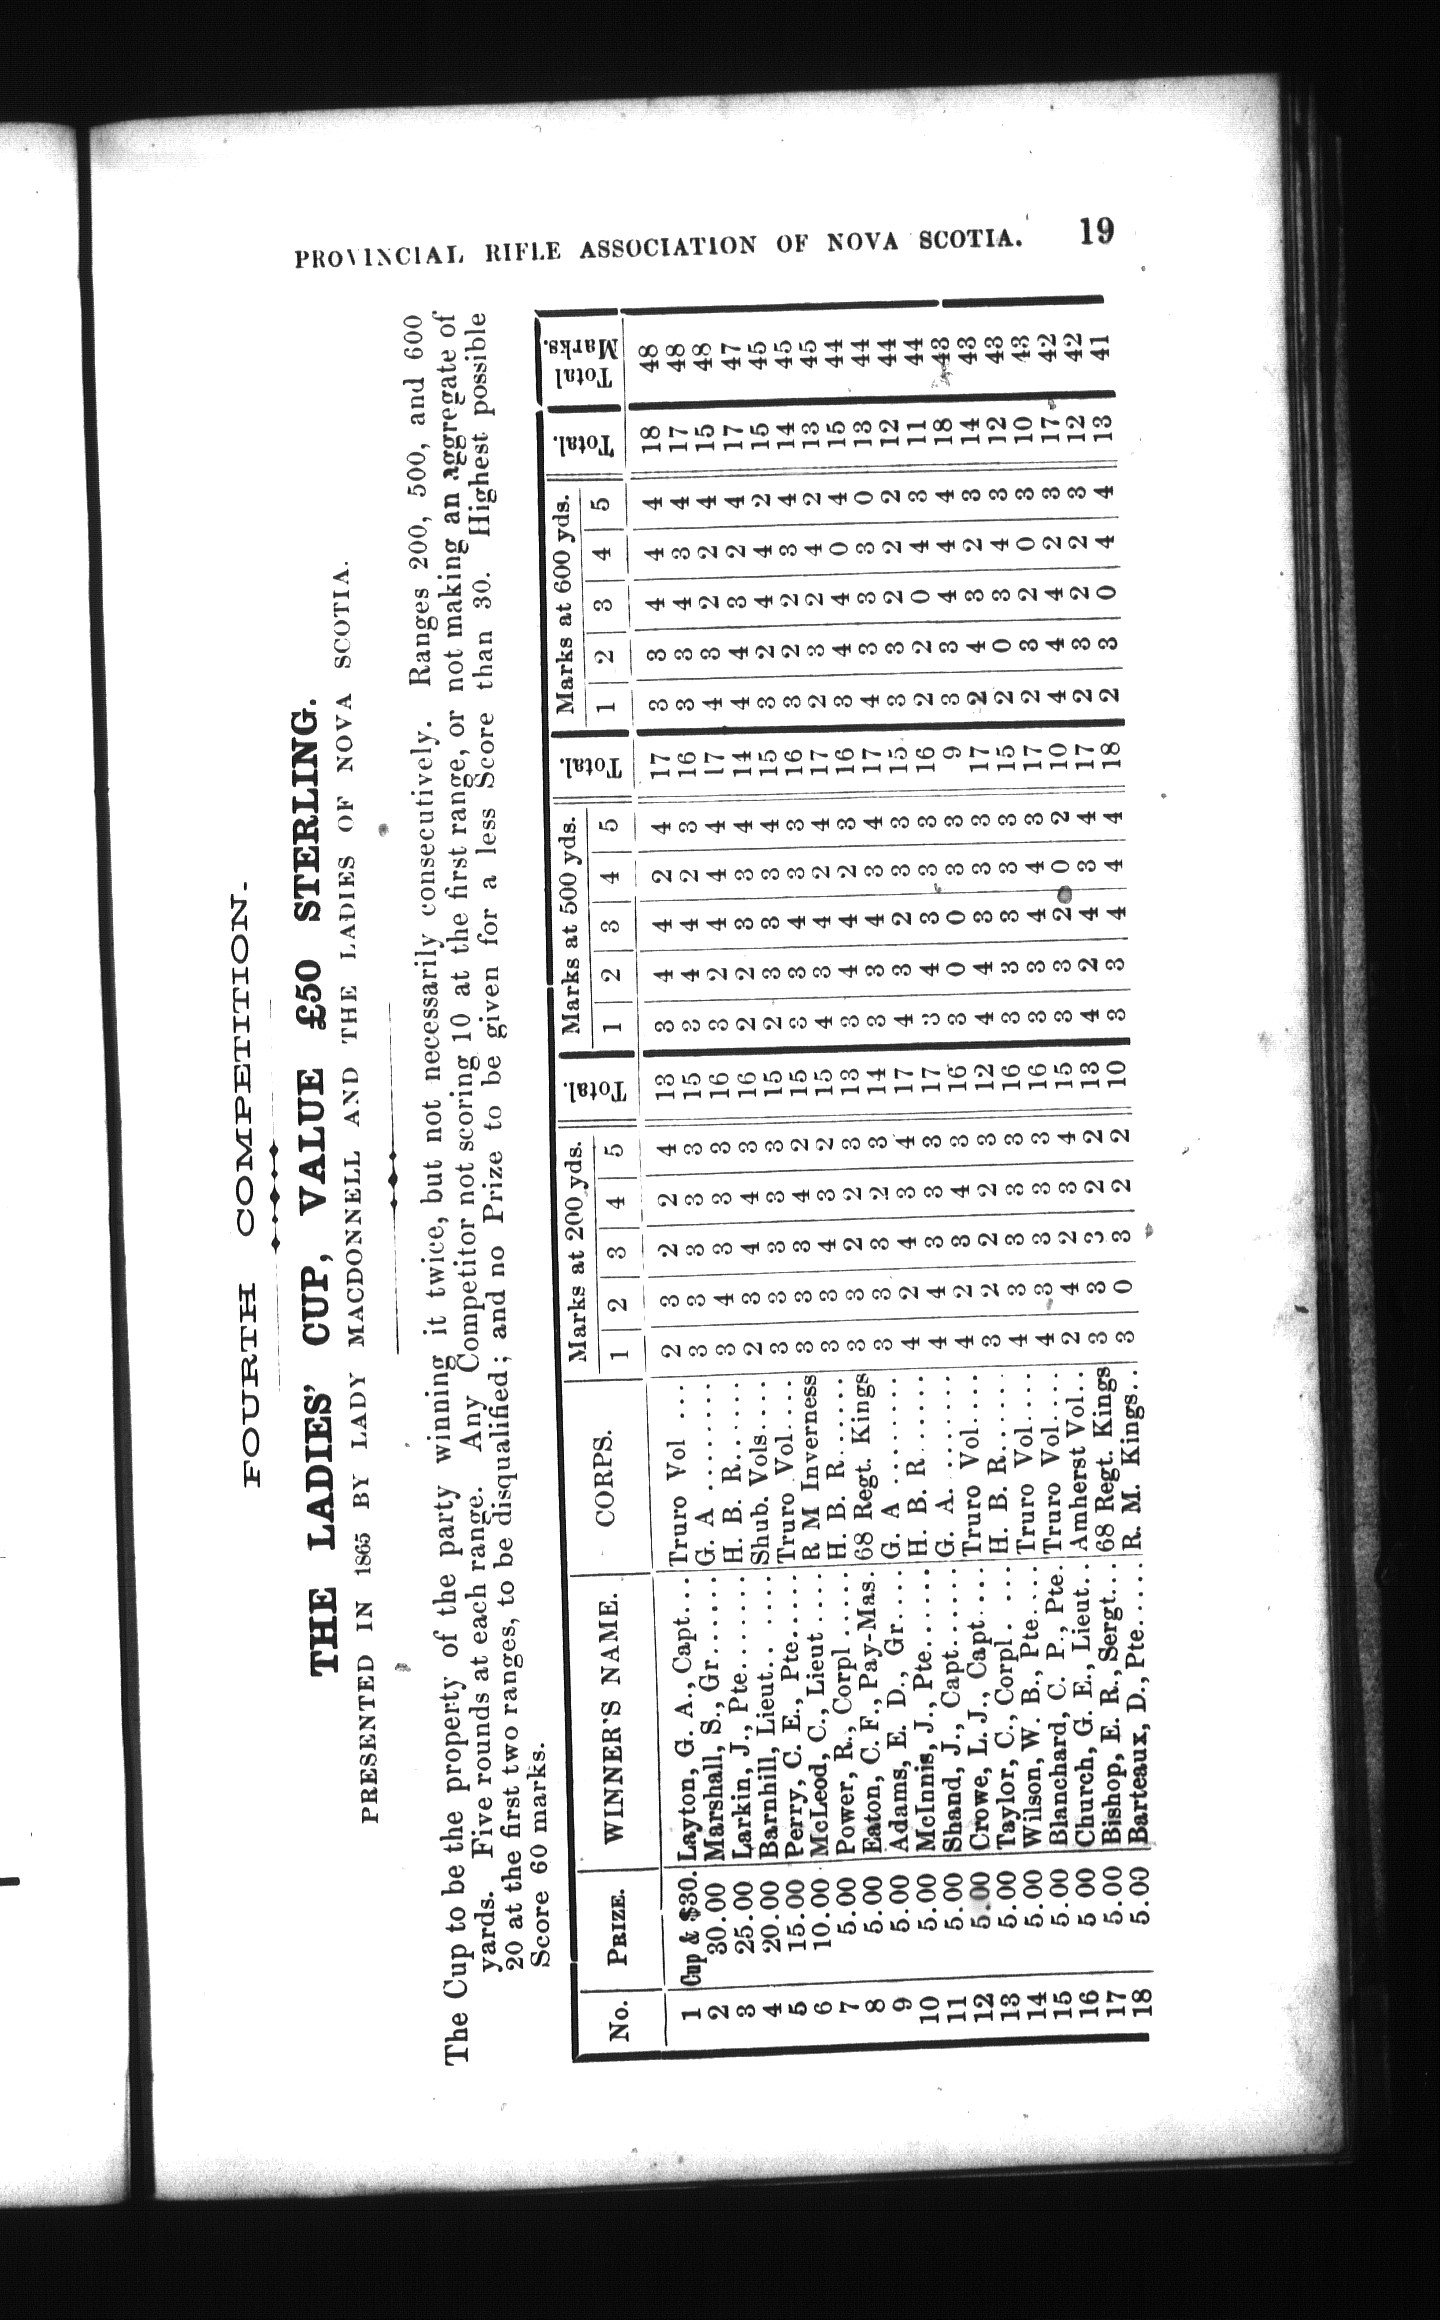 PROVINCIAL RIFLE ASSOCIATION OF NOVA SCOTIA. 19
FOURTH COMPETITION.
THE LADIES' CUP, VALUE £50 STERLING.
PRESENTED IN 1865 BY LADY MACDONNELL AND THE LADIES OF NOVA SCOTIA.
The Cup to be the property of the party winning it twice, but not necessarily consecutively. Ranges 200, 500, and 600
yards. Five rounds at each range. Any Competitor not scoring 10 at the first range, or not making an aggregate of
20 at the first two ranges, to be disqualified; and no Prize to be given for a less Score than 30. Highest possible
Score 60 marks.
No. PRIZE. WINNER'S NAME. CORPS. Marks at 200 yds. Total. Marks at 500 yds. Total. Marks at 600 yds. Total. Total Marks.
1 2 3 4 5 1 2 3 4 5 1 2 3 4 5
1 Cup & $30. Layton, G. A., Capt... Truro Vol ... 2 3 2 2 4 13 3 4 4 2 4 17 3 3 4 4 4 18 48
2 30.00 Marshall, S., Gr...... G. A ........ 3 3 3 3 3 15 3 4 4 2 3 16 3 3 4 3 4 17 48
3 25.00 Larkin, J., Pte....... H. B. R....... 3 4 3 3 3 16 3 2 4 4 4 17 4 3 2 2 4 15 48
4 20.00 Barnhill, Lieut.. ..... Shub. Vols.... 2 3 4 4 3 16 2 2 3 3 4 14 4 4 3 2 4 17 47
5 15.00 Perry, C. E., Pte..... Truro Vol..... 3 3 3 3 3 15 2 3 3 3 4 15 3 2 4 4 2 15 45
6 10.00 McLeod, C., Lieut .... R M Inverness 3 3 3 4 2 15 3 3 4 3 3 16 3 2 2 3 4 14 45
7 5.00 Power, R., Corpl ..... H. B. R...... 3 3 4 3 2 15 4 3 4 2 4 17 2 3 2 4 2 13 45
8 5.00 Eaton, C. F., Pay-Mas. 68 Regt. Kings 3 3 2 2 3 13 3 4 4 2 3 16 3 4 4 0 4 15 44
9 5.00 Adams, E. D., Gr.... G. A ........ 3 3 3 2 3 14 3 3 4 3 4 17 4 3 3 3 0 13 44
10 5.00 McInnis, J., Pte...... H. B. R....... 4 2 4 3 4 17 4 3 2 3 3 15 3 3 2 2 2 12 44
11 5.00 Shand, J., Capt...... G. A......... 4 4 3 3 3 17 3 4 3 3 3 16 2 2 0 4 3 11 44
12 5.00 Crowe, L. J., Capt.... Truro Vol.... 4 2 3 4 3 16 3 0 0 3 3 9 3 3 4 4 4 18 43
13 5.00 Taylor, C., Corpl. .... H. B. R...... 3 2 2 2 3 12 4 4 3 3 3 17 2 4 3 2 3 14 43
14 5.00 Wilson, W. B., Pte.... Truro Vol.... 4 3 3 3 3 16 3 3 3 3 3 15 2 0 3 4 3 12 43
15 5.00 Blanchard, C. P., Pte. Truro Vol.... 4 3 3 3 3 16 3 3 4 4 3 17 2 3 2 0 3 10 43
16 5 00 Church, G. E., Lieut.. Amherst Vol.. 2 4 2 3 4 15 3 3 2 0 2 10 4 4 4 2 3 17 42
17 5.00 Bishop, E. R., Sergt... 68 Regt. Kings 3 3 3 2 2 13 4 2 4 3 4 17 2 3 2 2 3 12 42
18 5.00 Barteaux, D., Pte..... R. M. Kings.. 3 0 3 2 2 10 3 3 4 4 4 18 2 3 0 4 4 13 41